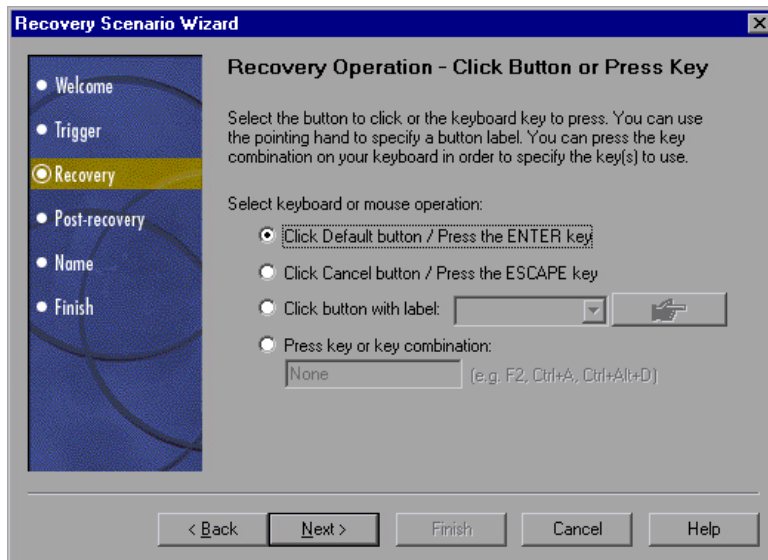 Recovery Scenario Wizard
Welcome
Trigger
Recovery
Post-recovery
Name
Finish
Recovery Operation - Click Button or Press Key
Select the button to click or the keyboard key to press. You can use
the pointing hand to specify a button label. You can press the key
combination on your keyboard in order to specify the key(s) to use.
Select keyboard or mouse operation:
Click Default button / Press the ENTER key
Click Cancel button / Press the ESCAPE key
Click button with label:
Press key or key combination:
None (e.g. F2, Ctrl+A, Ctrl+Alt+D)
< Back Next > Finish Cancel Help